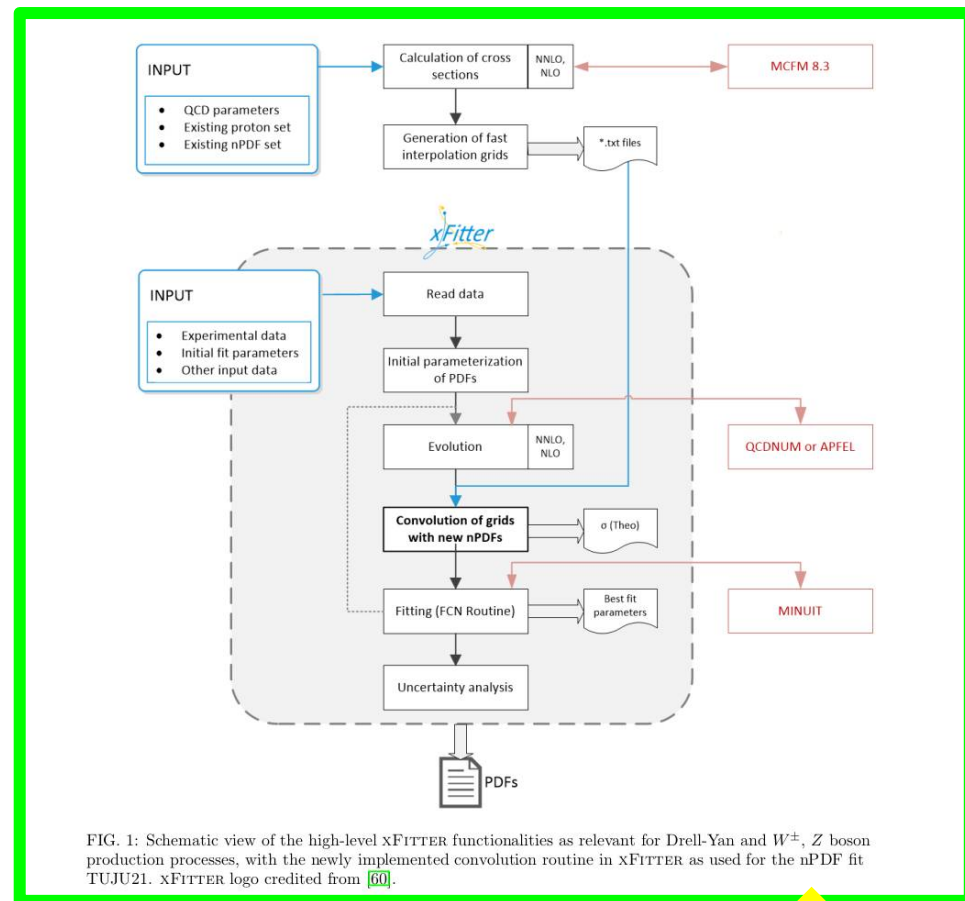 INPUT
• QCD parameters
• Existing proton set
• Existing nPDF set
Calculation of cross
sections
NNLO,
NLO
MCFM 8.3
Generation of fast
interpolation grids
*.txt files
xFitter
INPUT
• Experimental data
• Initial fit parameters
• Other input data
Read data
Initial parameterization
of PDFs
Evolution
NNLO,
NLO
QCDNUM or APFEL
Convolution of grids
with new nPDFs
σ (Theo)
Fitting (FCN Routine)
Best fit
parameters
MINUIT
Uncertainty analysis
PDFs
FIG. 1: Schematic view of the high-level XFITTER functionalities as relevant for Drell-Yan and W±, Z boson
production processes, with the newly implemented convolution routine in XFITTER as used for the nPDF fit
TUJU21. XFITTER logo credited from [60].